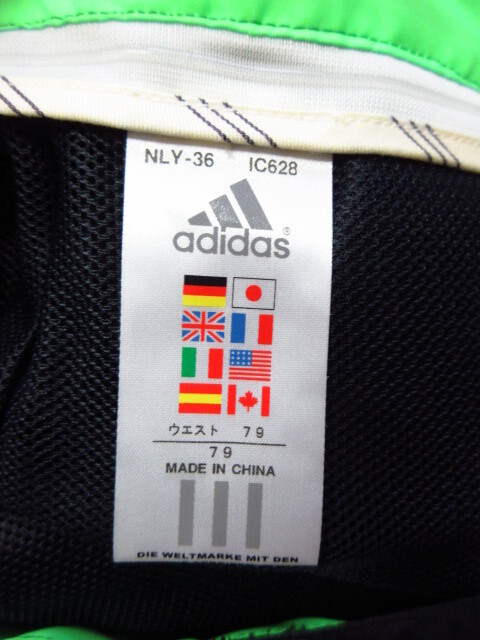 NLY-36 IC628
adidas®
ウエスト 79
79
MADE IN CHINA
DIE WELTMARKE MIT DEN